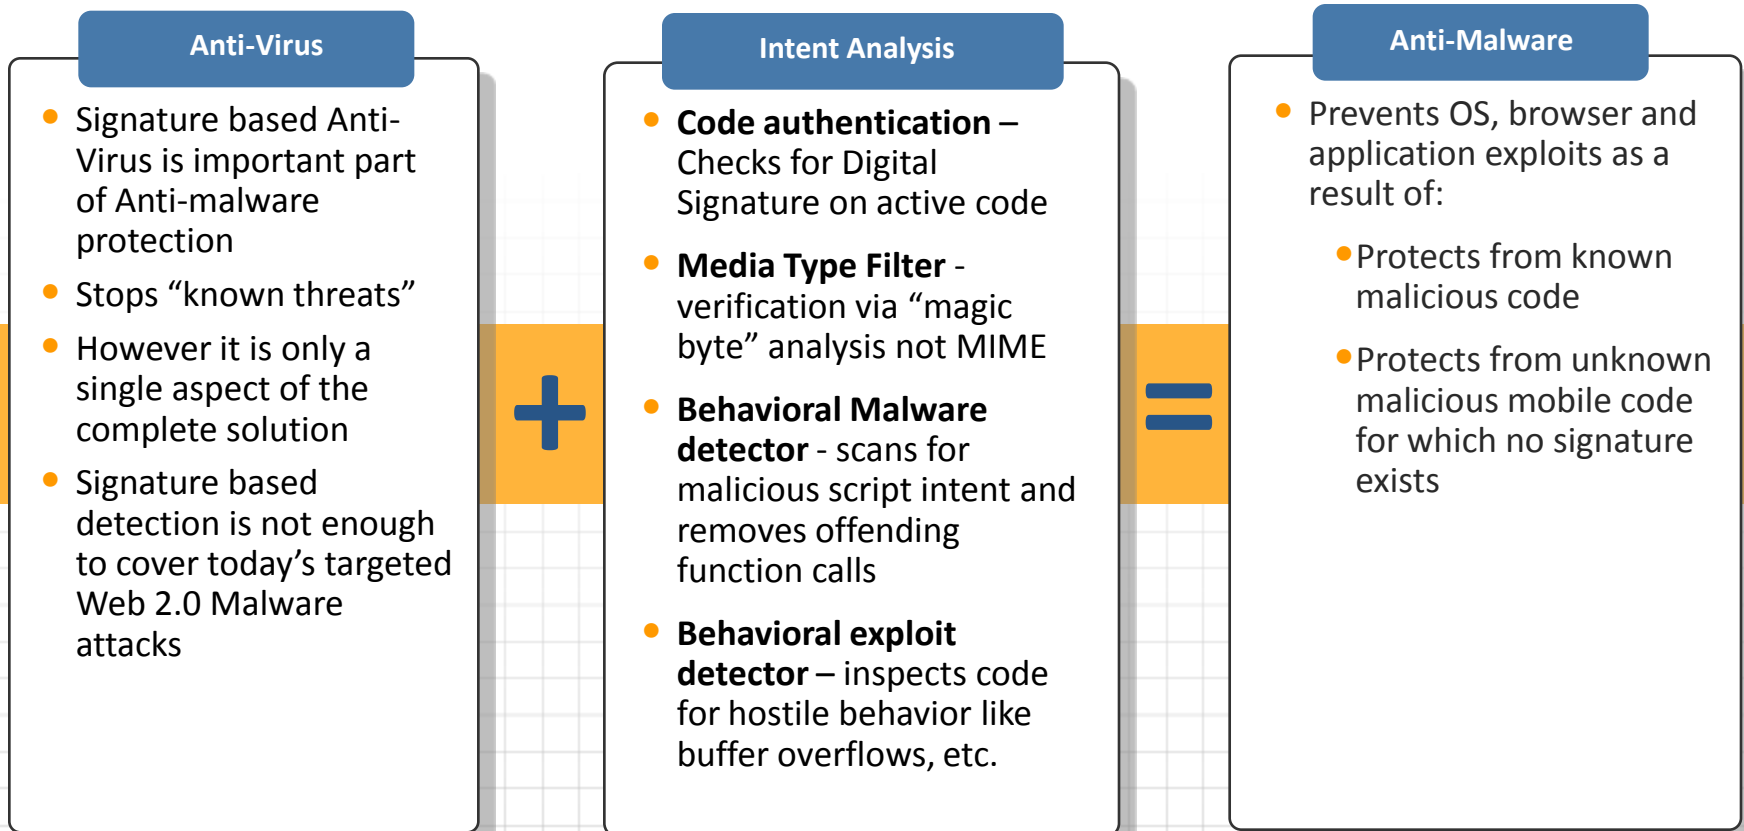 Anti-Virus
• Signature based Anti-
Virus is important part
of Anti-malware
protection
• Stops “known threats”
• However it is only a
single aspect of the
complete solution
• Signature based
detection is not enough
to cover today’s targeted
Web 2.0 Malware
attacks
+
Intent Analysis
• Code authentication –
Checks for Digital
Signature on active code
• Media Type Filter -
verification via “magic
byte” analysis not MIME
• Behavioral Malware
detector - scans for
malicious script intent and
removes offending
function calls
• Behavioral exploit
detector – inspects code
for hostile behavior like
buffer overflows, etc.
=
Anti-Malware
• Prevents OS, browser and
application exploits as a
result of:
• Protects from known
malicious code
• Protects from unknown
malicious mobile code
for which no signature
exists